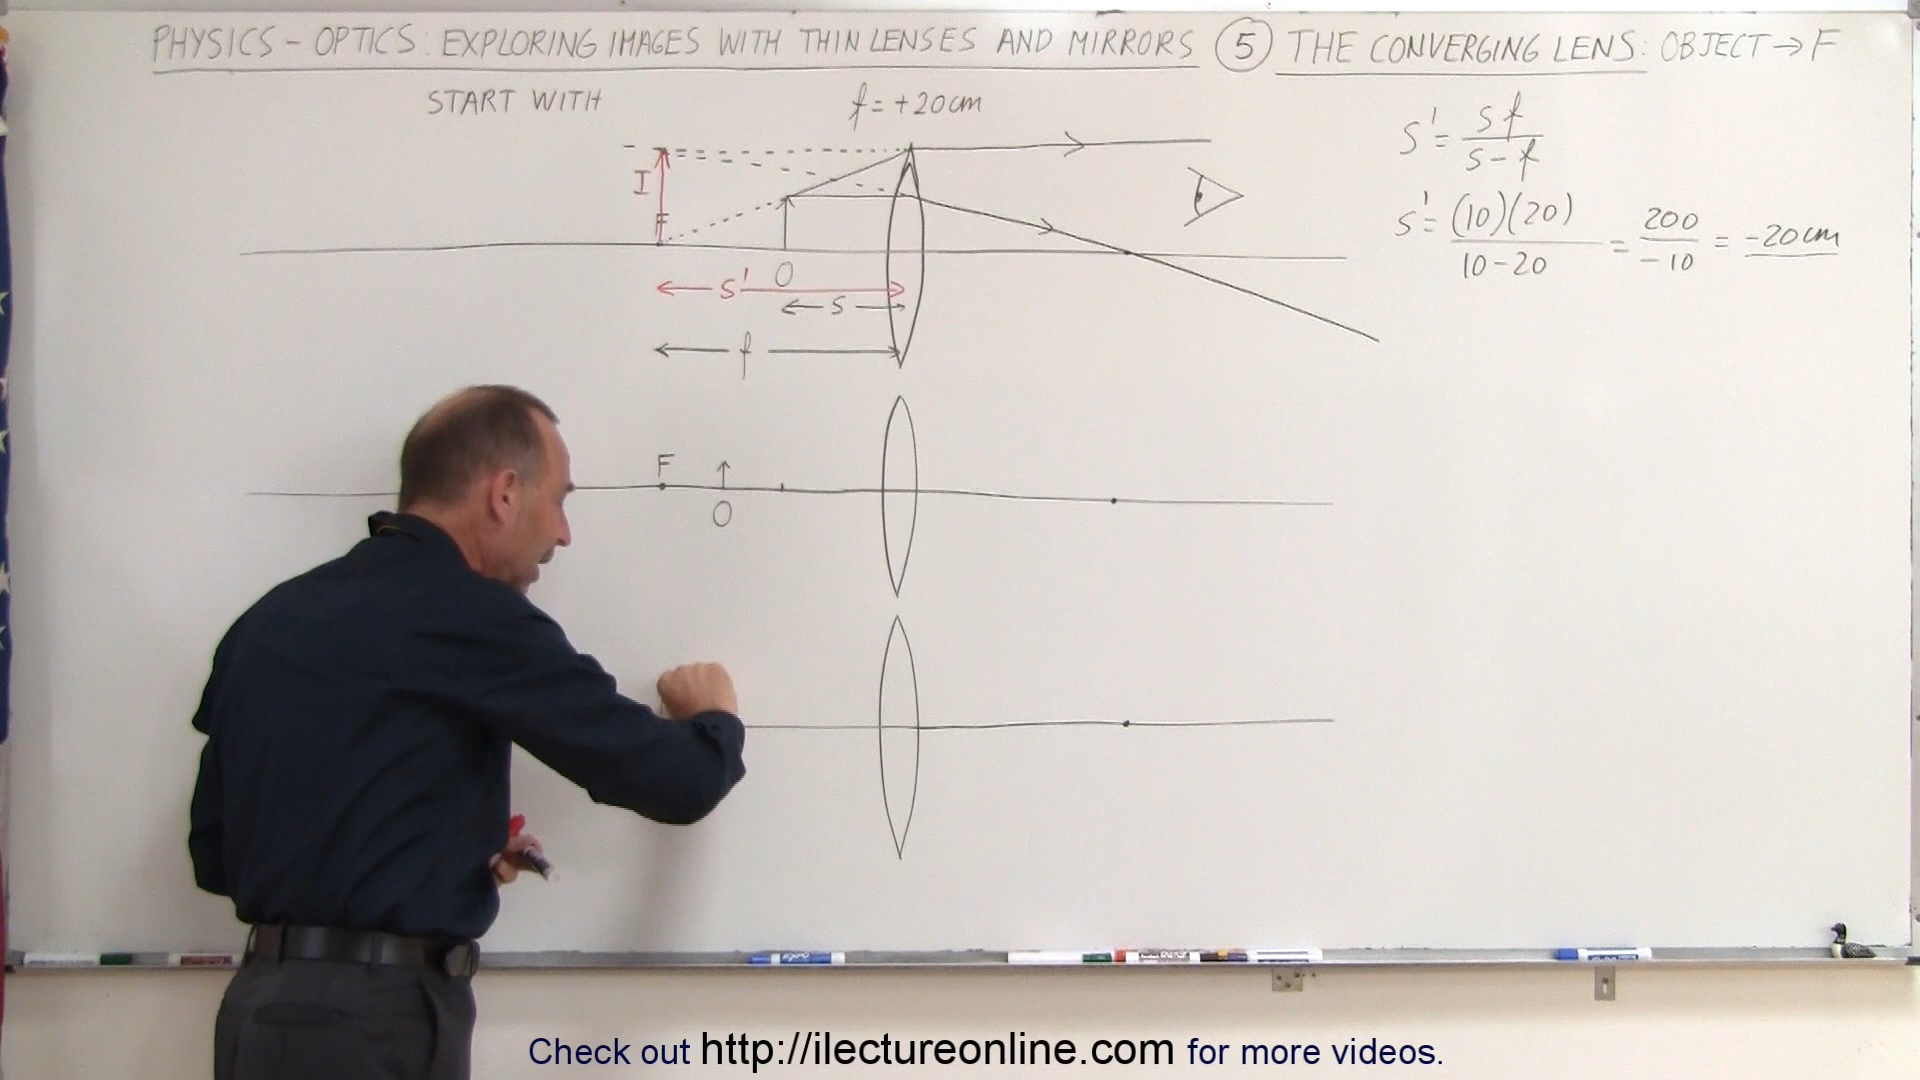 PHYSICS - OPTICS: EXPLORING IMAGES WITH THIN LENSES AND MIRRORS ⑤ THE CONVERGING LENS: OBJECT → F
START WITH
f = +20cm
I
F
O
S'
S
f
S' = S f / S - f
S' = (10)(20) / 10 - 20 = 200 / -10 = -20cm
F
O
Check out http://ilectureonline.com for more videos.